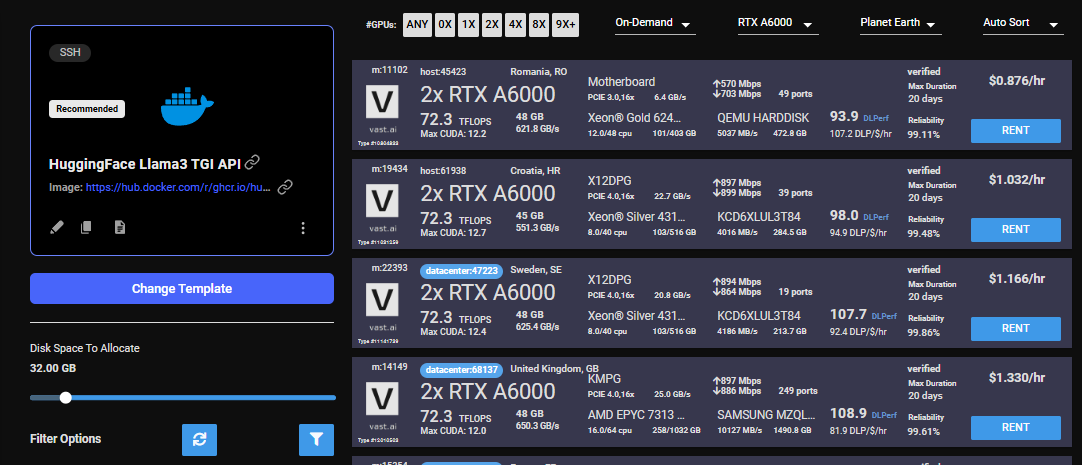 #GPUs: ANY 0X 1X 2X 4X 8X 9X+ On-Demand RTX A6000 Planet Earth Auto Sort
SSH
Recommended
HuggingFace Llama3 TGI API
Image: https://hub.docker.com/r/ghcr.io/hu...
Change Template
Disk Space To Allocate
32.00 GB
Filter Options
m:11102 host:45423 Romania, RO verified
2x RTX A6000 Motherboard 570 Mbps Max Duration $0.876/hr
PCIE 3.0,16x 6.4 GB/s 703 Mbps 49 ports 20 days
V
vast.ai
72.3 TFLOPS 48 GB Xeon® Gold 624... QEMU HARDDISK 93.9 DLPerf Reliability RENT
Max CUDA: 12.2 621.8 GB/s 12.0/48 cpu 101/403 GB 5037 MB/s 472.8 GB 107.2 DLP/$/hr 99.11%
m:19434 host:61938 Croatia, HR verified
2x RTX A6000 X12DPG 897 Mbps Max Duration $1.032/hr
PCIE 4.0,16x 22.7 GB/s 899 Mbps 39 ports 20 days
V
vast.ai
72.3 TFLOPS 45 GB Xeon® Silver 431... KCD6XLUL3T84 98.0 DLPerf Reliability RENT
Max CUDA: 12.7 551.3 GB/s 8.0/40 cpu 103/516 GB 4016 MB/s 284.5 GB 94.9 DLP/$/hr 99.48%
m:22393 datacenter:47223 Sweden, SE verified
2x RTX A6000 X12DPG 894 Mbps Max Duration $1.166/hr
PCIE 4.0,16x 20.8 GB/s 864 Mbps 19 ports 20 days
V
vast.ai
72.3 TFLOPS 48 GB Xeon® Silver 431... KCD6XLUL3T84 107.7 DLPerf Reliability RENT
Max CUDA: 12.4 625.4 GB/s 8.0/40 cpu 103/516 GB 4186 MB/s 213.7 GB 92.4 DLP/$/hr 99.86%
m:14149 datacenter:68137 United Kingdom, GB verified
2x RTX A6000 KMPG 897 Mbps Max Duration $1.330/hr
PCIE 4.0,16x 25.0 GB/s 886 Mbps 249 ports 20 days
V
vast.ai
72.3 TFLOPS 48 GB AMD EPYC 7313 ... SAMSUNG MZQL... 108.9 DLPerf Reliability RENT
Max CUDA: 12.0 650.3 GB/s 16.0/64 cpu 258/1032 GB 10127 MB/s 1490.8 GB 81.9 DLP/$/hr 99.61%